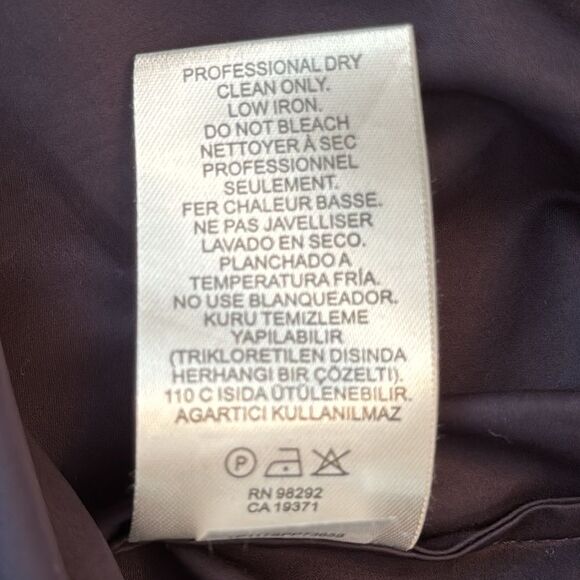 PROFESSIONAL DRY
CLEAN ONLY.
LOW IRON.
DO NOT BLEACH
NETTOYER À SEC
PROFESSIONNEL
SEULEMENT.
FER CHALEUR BASSE.
NE PAS JAVELLISER
LAVADO EN SECO.
PLANCHADO A
TEMPERATURA FRÍA.
NO USE BLANQUEADOR.
KURU TEMIZLEME
YAPILABILIR
(TRIKLORETILEN DISINDA
HERHANGI BIR ÇÖZELTI).
110 C ISIDA ÜTÜLENEBILIR.
AGARTICI KULLANILMAZ
P
RN 98292
CA 19371